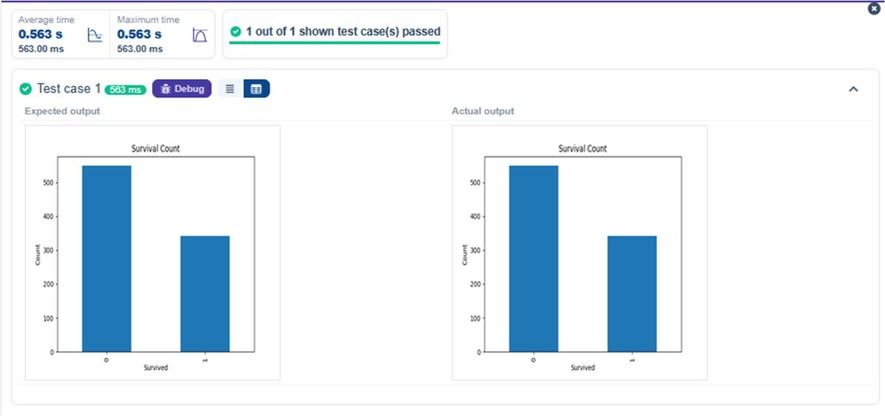 Average time
0.563 s
563.00 ms
Maximum time
0.563 s
563.00 ms
1 out of 1 shown test case(s) passed
Test case 1 563 ms Debug
Expected output
Survival Count
500
400
300
200
100
0
Count
0 1
Survived
Actual output
Survival Count
500
400
300
200
100
0
Count
0 1
Survived